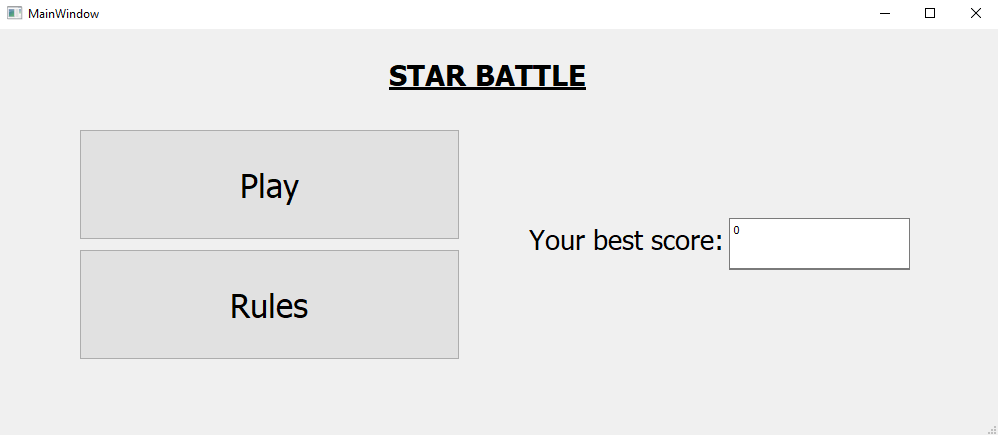 MainWindow
STAR BATTLE
Play
Rules
Your best score: 0